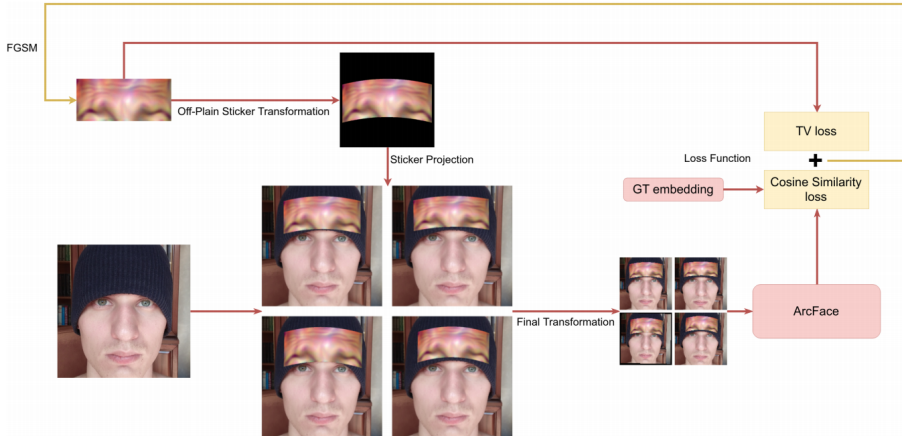 FGSM
Off-Plain Sticker Transformation
Sticker Projection
TV loss
Loss Function
+
GT embedding
Cosine Similarity
loss
Final Transformation
ArcFace